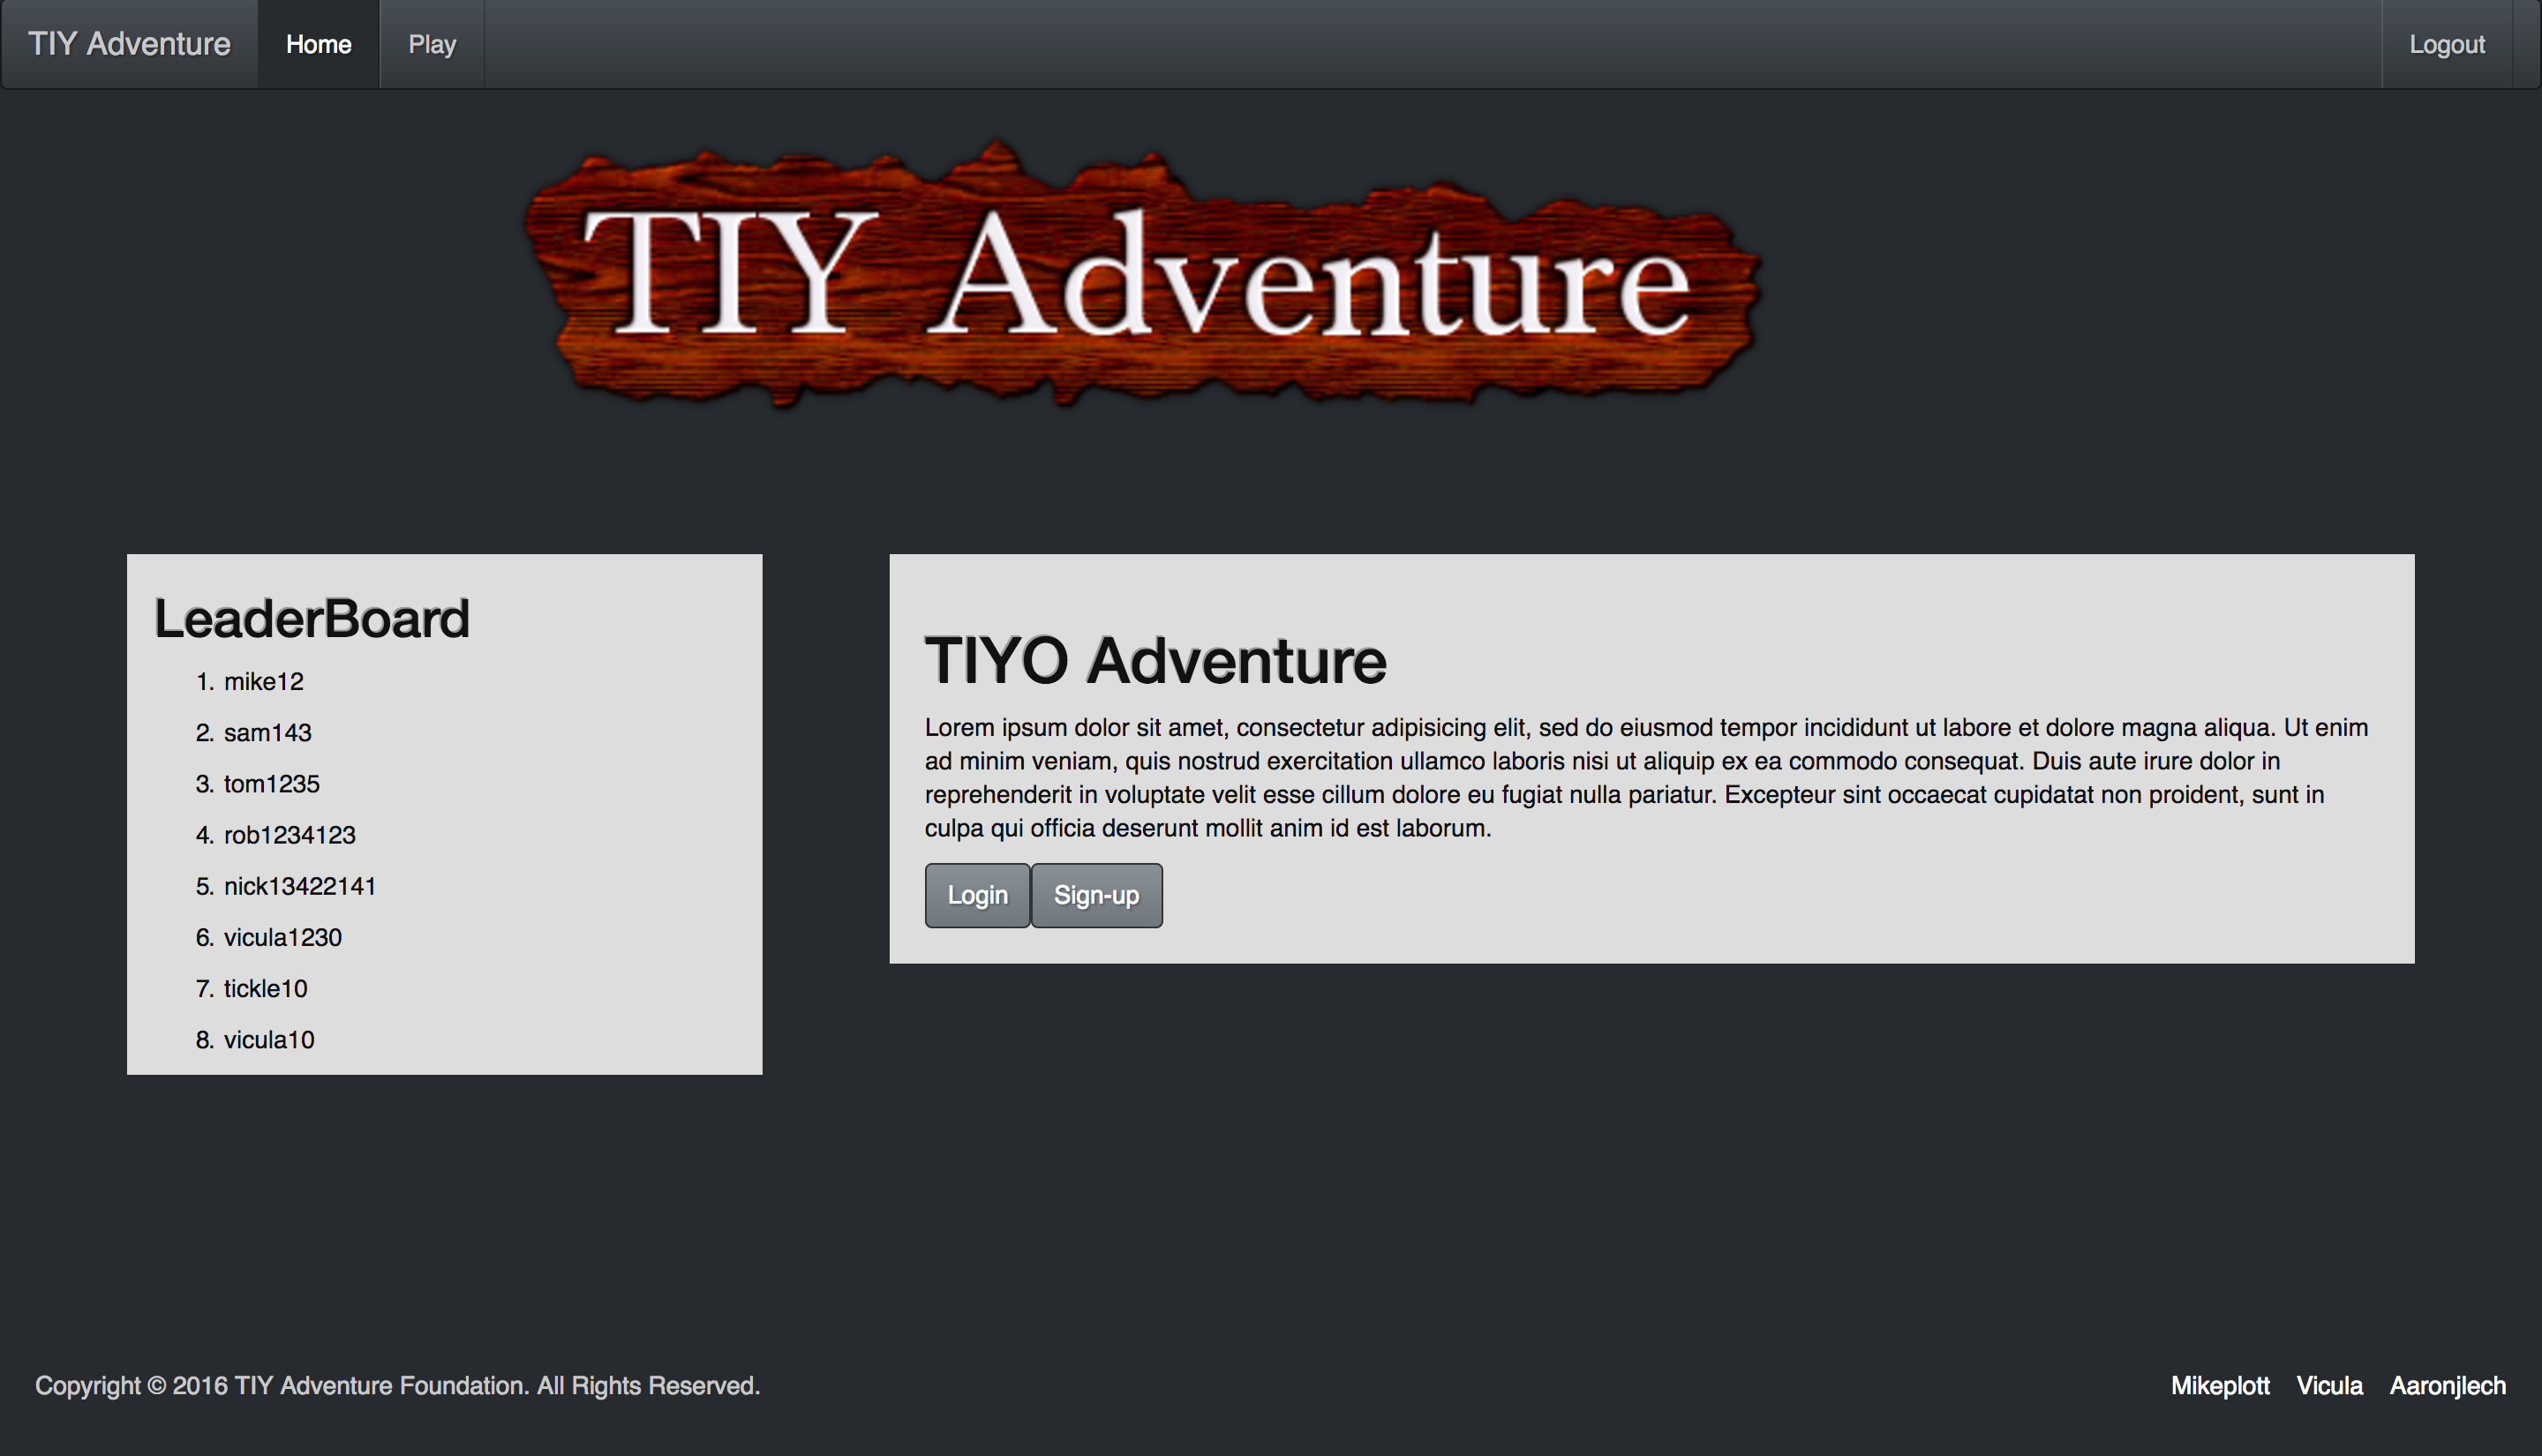 TIY Adventure Home Play Logout
TIY Adventure
LeaderBoard
1. mike12
2. sam143
3. tom1235
4. rob1234123
5. nick13422141
6. vicula1230
7. tickle10
8. vicula10
TIYO Adventure
Lorem ipsum dolor sit amet, consectetur adipisicing elit, sed do eiusmod tempor incididunt ut labore et dolore magna aliqua. Ut enim
ad minim veniam, quis nostrud exercitation ullamco laboris nisi ut aliquip ex ea commodo consequat. Duis aute irure dolor in
reprehenderit in voluptate velit esse cillum dolore eu fugiat nulla pariatur. Excepteur sint occaecat cupidatat non proident, sunt in
culpa qui officia deserunt mollit anim id est laborum.
Login Sign-up
Copyright © 2016 TIY Adventure Foundation. All Rights Reserved. Mikeplott Vicula Aaronjlech